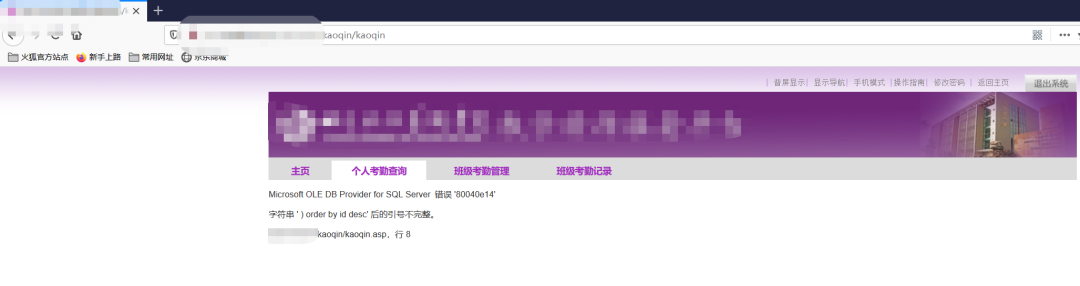 kaoqin/kaoqin
火狐官方站点 新手上路 常用网址 京东商城
| 普屏显示 | 显示导航 | 手机模式 | 操作指南 | 修改密码 | 返回主页 退出系统
主页 个人考勤查询 班级考勤管理 班级考勤记录
Microsoft OLE DB Provider for SQL Server 错误 '80040e14'
字符串 ' ) order by id desc' 后的引号不完整。
kaoqin/kaoqin.asp，行 8